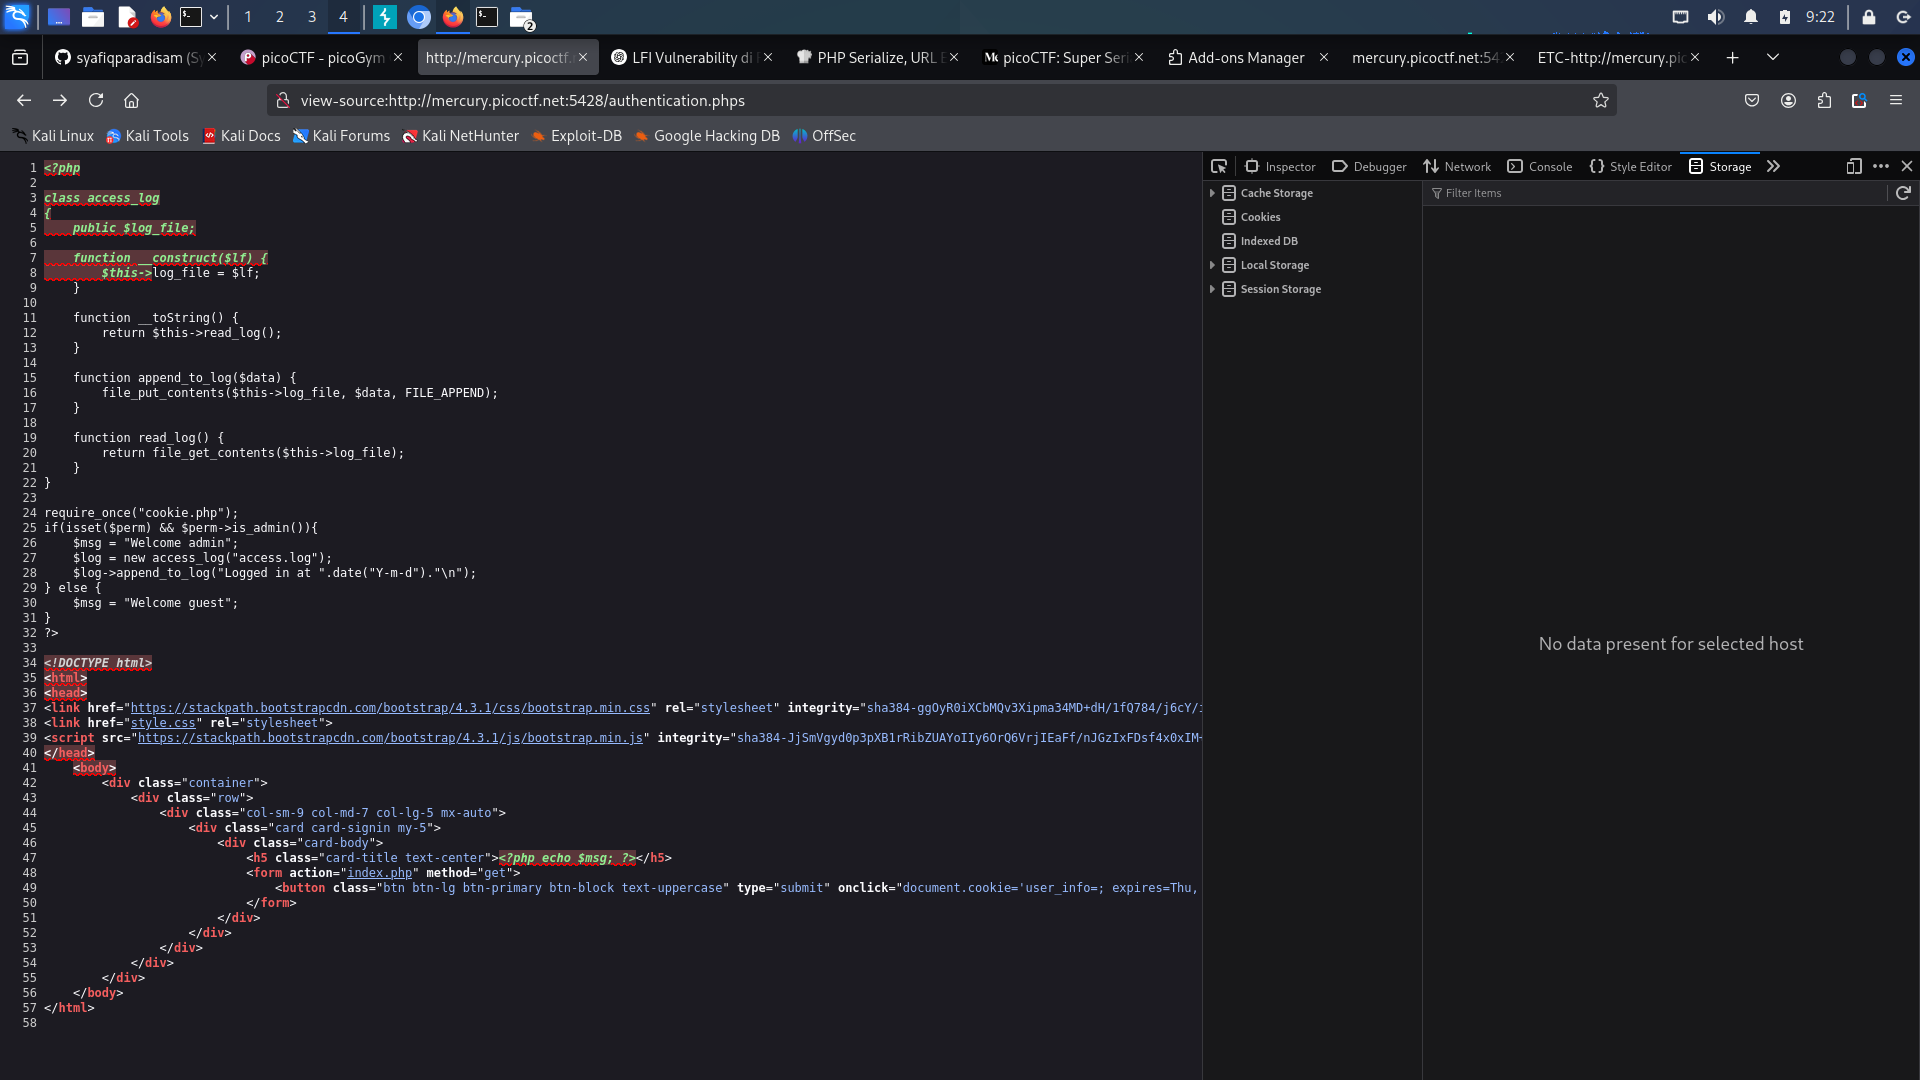 1 2 3 4
2
9:22
syafiqparadisam (Sy
picoCTF - picoGym
http://mercury.picoctf.
LFI Vulnerability di
PHP Serialize, URL E
picoCTF: Super Seri
Add-ons Manager
mercury.picoctf.net:54
ETC-http://mercury.pic
view-source:http://mercury.picoctf.net:5428/authentication.phps
Kali Linux Kali Tools Kali Docs Kali Forums Kali NetHunter Exploit-DB Google Hacking DB OffSec
Inspector Debugger Network Console Style Editor Storage
Cache Storage
Cookies
Indexed DB
Local Storage
Session Storage
Filter Items
No data present for selected host
1 <?php
2
3 class access_log
4 {
5     public $log_file;
6
7     function __construct($lf) {
8         $this->log_file = $lf;
9     }
10
11     function __toString() {
12         return $this->read_log();
13     }
14
15     function append_to_log($data) {
16         file_put_contents($this->log_file, $data, FILE_APPEND);
17     }
18
19     function read_log() {
20         return file_get_contents($this->log_file);
21     }
22 }
23
24 require_once("cookie.php");
25 if(isset($perm) && $perm->is_admin()){
26     $msg = "Welcome admin";
27     $log = new access_log("access.log");
28     $log->append_to_log("Logged in at ".date("Y-m-d")."\n");
29 } else {
30     $msg = "Welcome guest";
31 }
32 ?>
33
34 <!DOCTYPE html>
35 <html>
36 <head>
37 <link href="https://stackpath.bootstrapcdn.com/bootstrap/4.3.1/css/bootstrap.min.css" rel="stylesheet" integrity="sha384-ggOyR0iXCbMQv3Xipma34MD+dH/1fQ784/j6cY/i
38 <link href="style.css" rel="stylesheet">
39 <script src="https://stackpath.bootstrapcdn.com/bootstrap/4.3.1/js/bootstrap.min.js" integrity="sha384-JjSmVgyd0p3pXB1rRibZUAYoIIy6OrQ6VrjIEaFf/nJGzIxFDsf4x0xIM+
40 </head>
41     <body>
42         <div class="container">
43             <div class="row">
44                 <div class="col-sm-9 col-md-7 col-lg-5 mx-auto">
45                     <div class="card card-signin my-5">
46                         <div class="card-body">
47                             <h5 class="card-title text-center"><?php echo $msg; ?></h5>
48                             <form action="index.php" method="get">
49                                 <button class="btn btn-lg btn-primary btn-block text-uppercase" type="submit" onclick="document.cookie='user_info=; expires=Thu,
50                             </form>
51                         </div>
52                     </div>
53                 </div>
54             </div>
55         </div>
56     </body>
57 </html>
58